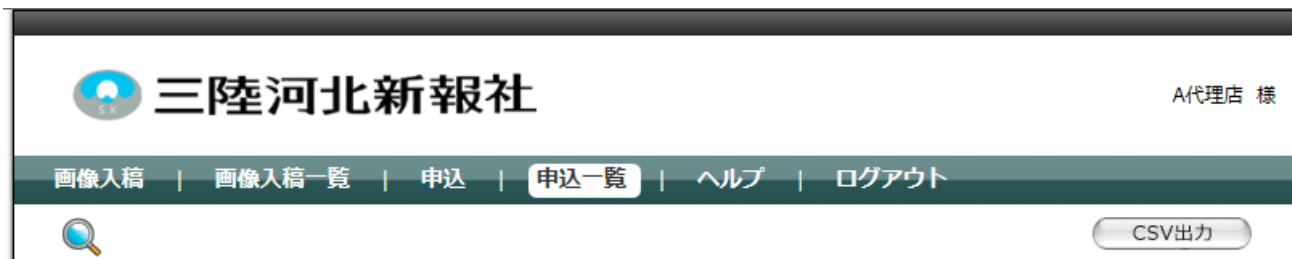 SK
三陸河北新報社
A代理店 様
画像入稿 | 画像入稿一覧 | 申込 | 申込一覧 | ヘルプ | ログアウト
CSV出力